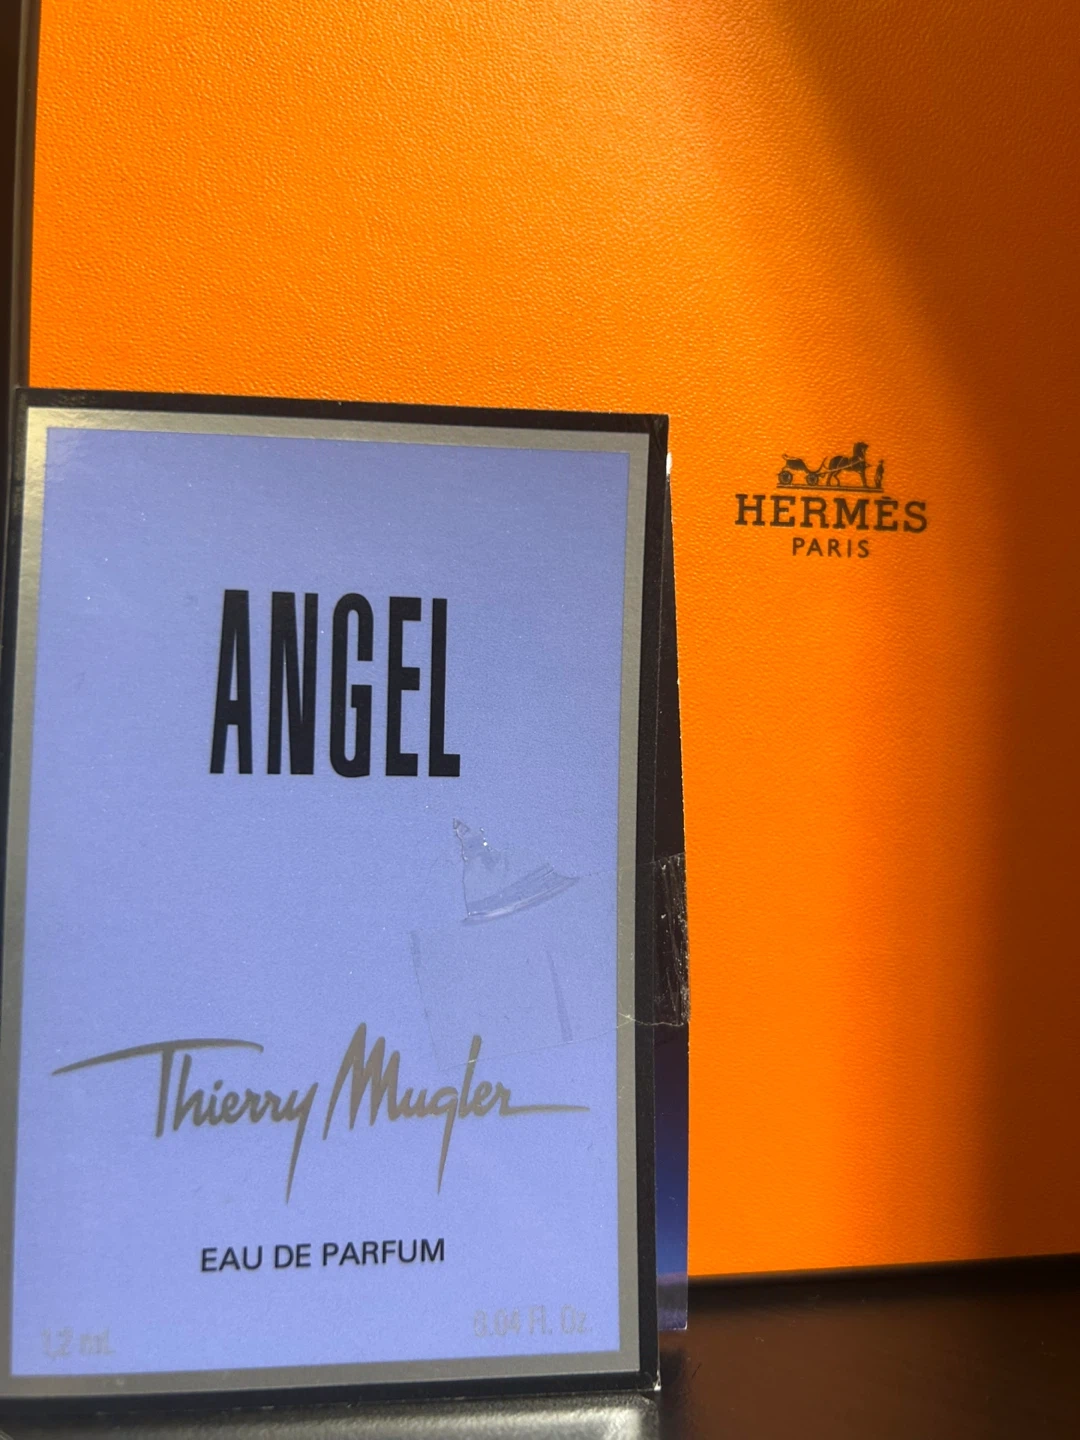 HERMÈS
PARIS
ANGEL
Thierry Mugler
EAU DE PARFUM
1,2 ml.
0.04 Fl. Oz.